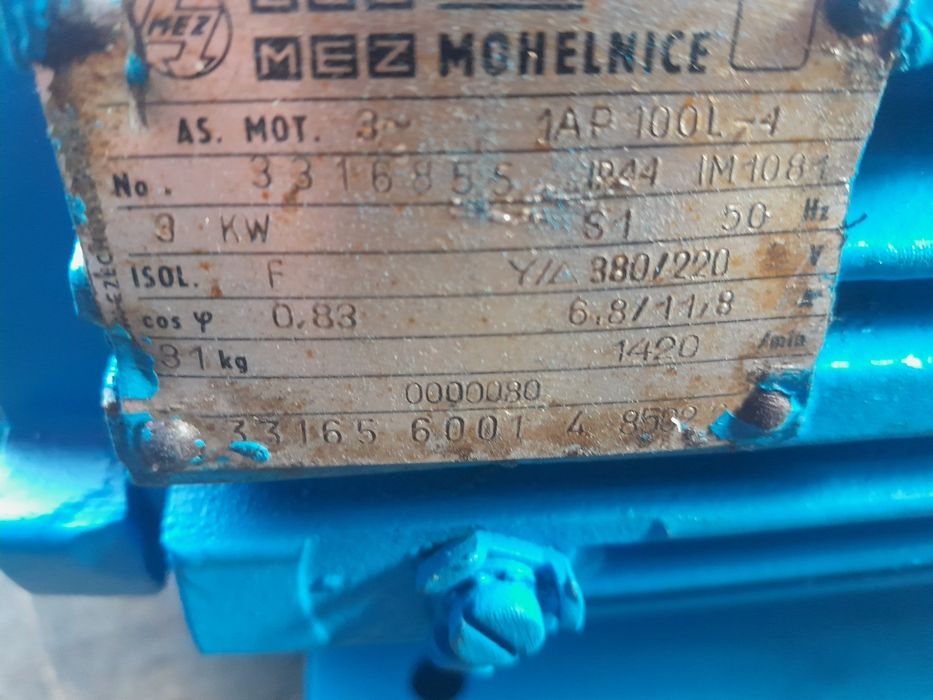 MEZ
MEZ MOHELNICE
AS. MOT. 3~ 1AP 100L-4
No. 3316855 IP44 IM1081
3 KW S1 50 Hz
ISOL. F Y/Δ 380/220 V
cos φ 0,83 6,8/11,8
31 kg 1420 /min
0000080
33165 6001 4